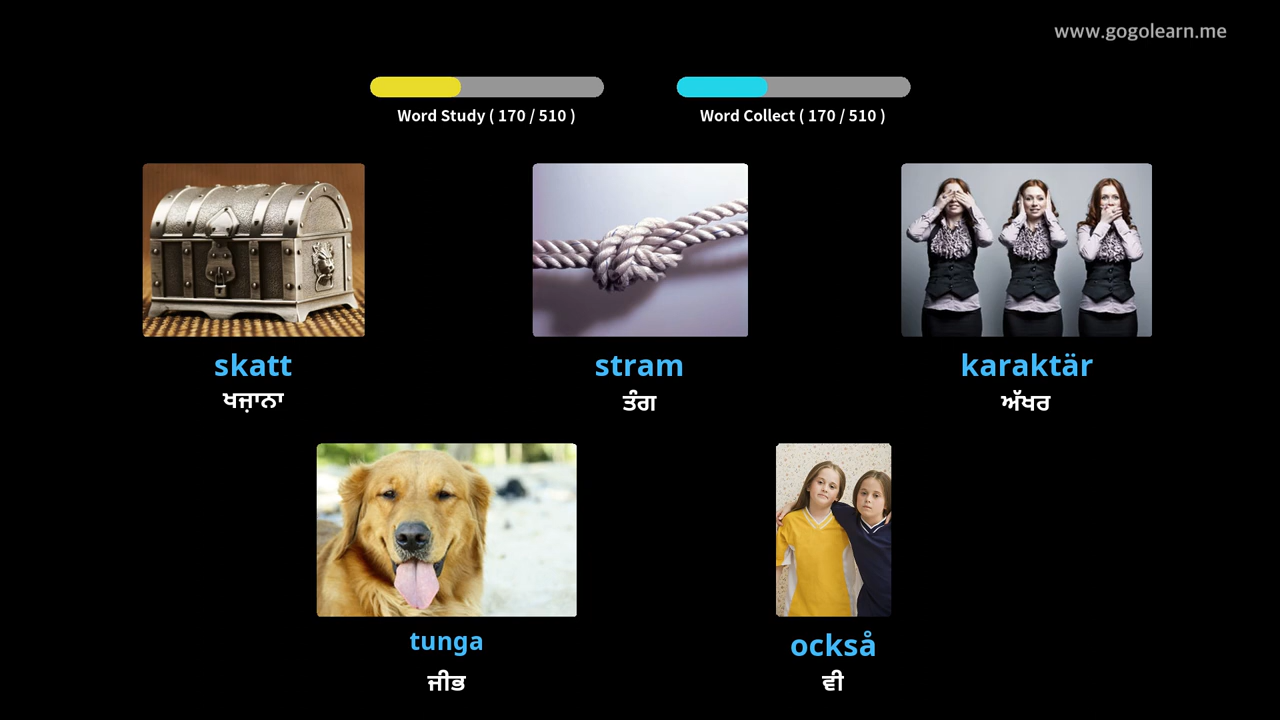 www.gogolearn.me
Word Study ( 170 / 510 )
Word Collect ( 170 / 510 )
skatt
ਖਜ਼ਾਨਾ
stram
ਤੰਗ
karaktär
ਅੱਖਰ
tunga
ਜੀਭ
också
ਵੀ